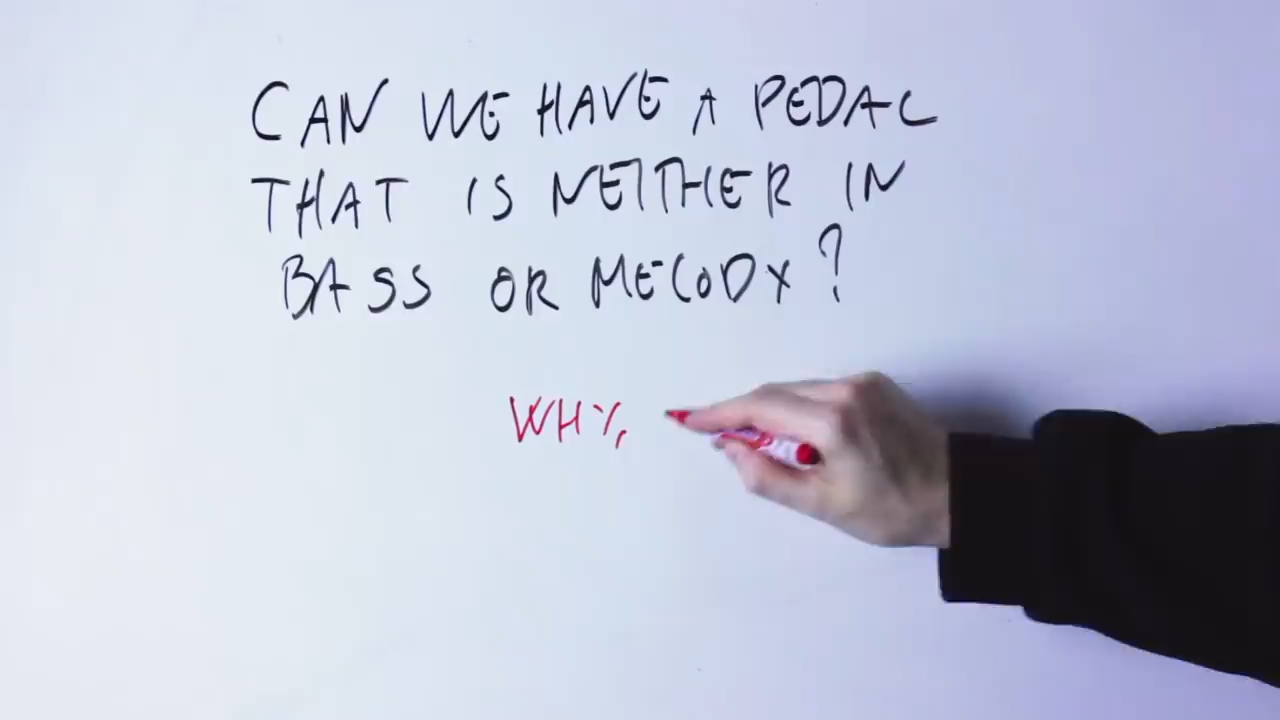 CAN WE HAVE A PEDAL
THAT IS NEITHER IN
BASS OR MELODY?
WHY,